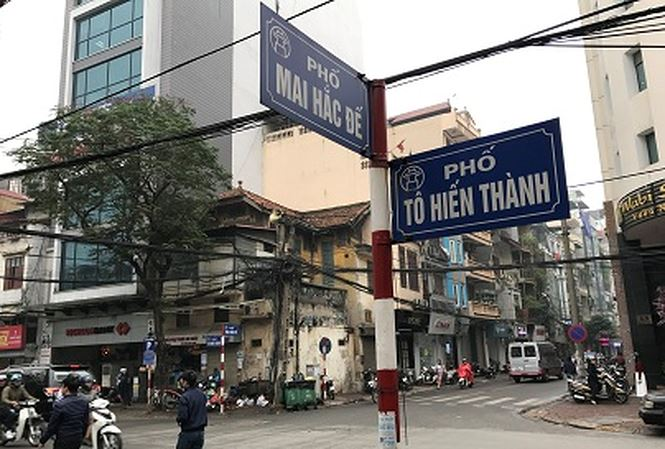 PHỐ
MAI HẮC ĐẾ
PHỐ
TÔ HIẾN THÀNH